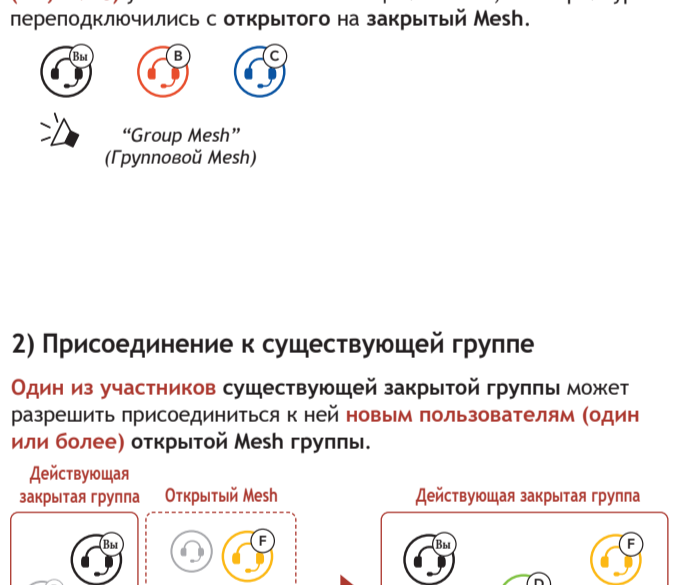 переподключились с открытого на закрытый Mesh.
Вы B C
“Group Mesh”
(Групповой Mesh)
2) Присоединение к существующей группе
Один из участников существующей закрытой группы может
разрешить присоединиться к ней новым пользователям (один
или более) открытой Mesh группы.
Действующая
закрытая группа
Открытый Mesh
Действующая закрытая группа
Вы
F
Вы
F
D